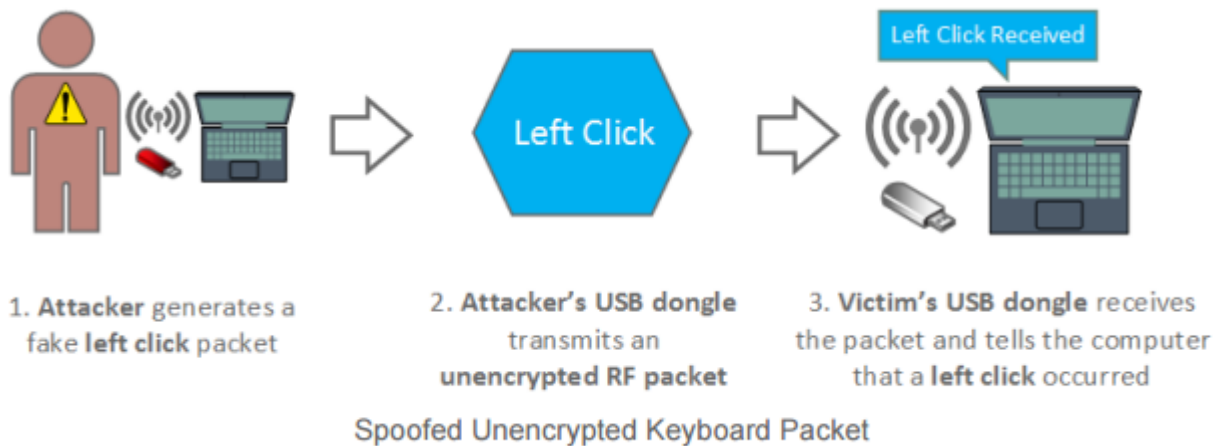 Left Click Received
Left Click
1. Attacker generates a
fake left click packet
2. Attacker's USB dongle
transmits an
unencrypted RF packet
3. Victim's USB dongle receives
the packet and tells the computer
that a left click occurred
Spoofed Unencrypted Keyboard Packet